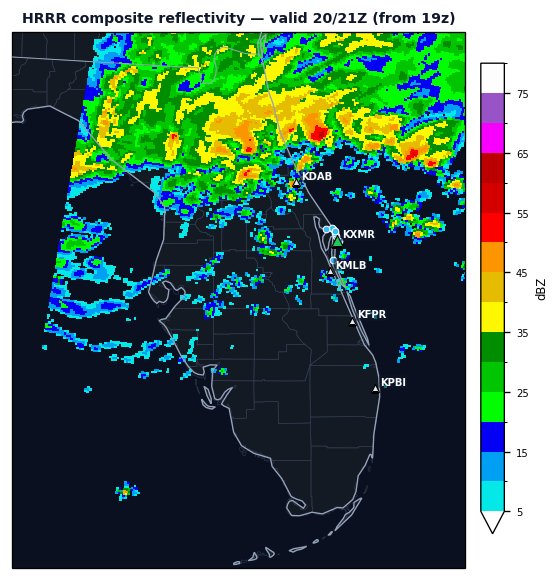 HRRR composite reflectivity — valid 20/21Z (from 19z)
KDAB
KXMR
KMLB
KFPR
KPBI
75
65
55
45
35
25
15
5
dBZ